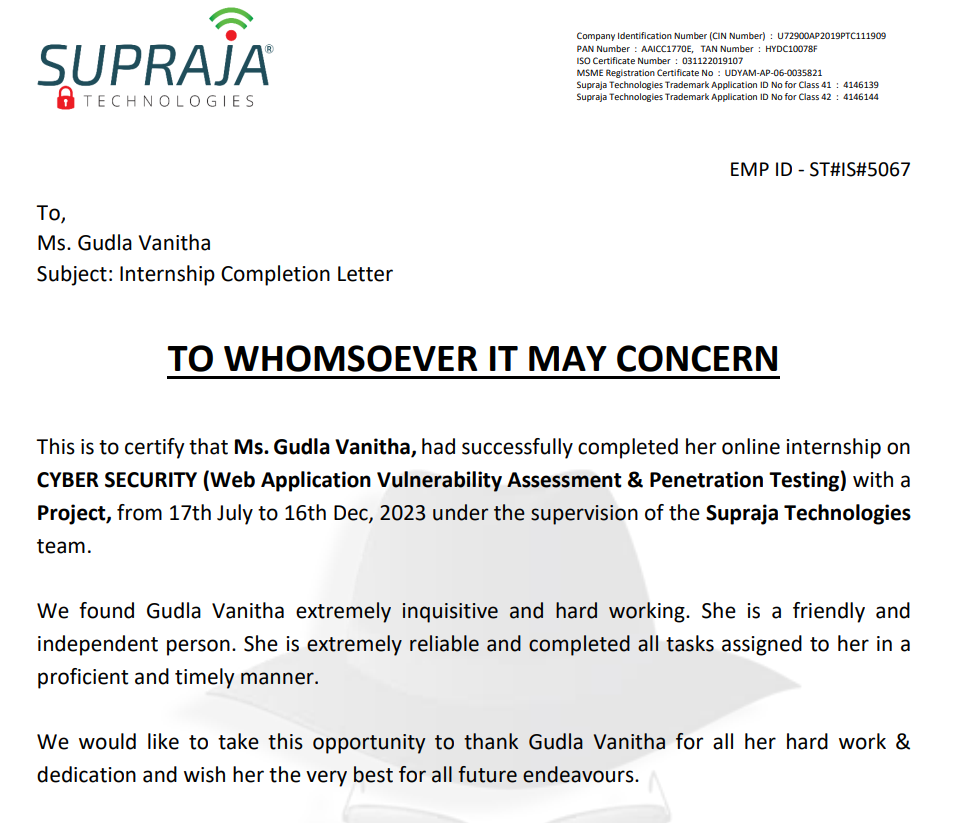 SUPRAJA®
TECHNOLOGIES
Company Identification Number (CIN Number) : U72900AP2019PTC111909
PAN Number : AAICC1770E, TAN Number : HYDC10078F
ISO Certificate Number : 031122019107
MSME Registration Certificate No : UDYAM-AP-06-0035821
Supraja Technologies Trademark Application ID No for Class 41 : 4146139
Supraja Technologies Trademark Application ID No for Class 42 : 4146144
EMP ID - ST#IS#5067
To,
Ms. Gudla Vanitha
Subject: Internship Completion Letter
TO WHOMSOEVER IT MAY CONCERN
This is to certify that Ms. Gudla Vanitha, had successfully completed her online internship on
CYBER SECURITY (Web Application Vulnerability Assessment & Penetration Testing) with a
Project, from 17th July to 16th Dec, 2023 under the supervision of the Supraja Technologies
team.
We found Gudla Vanitha extremely inquisitive and hard working. She is a friendly and
independent person. She is extremely reliable and completed all tasks assigned to her in a
proficient and timely manner.
We would like to take this opportunity to thank Gudla Vanitha for all her hard work &
dedication and wish her the very best for all future endeavours.